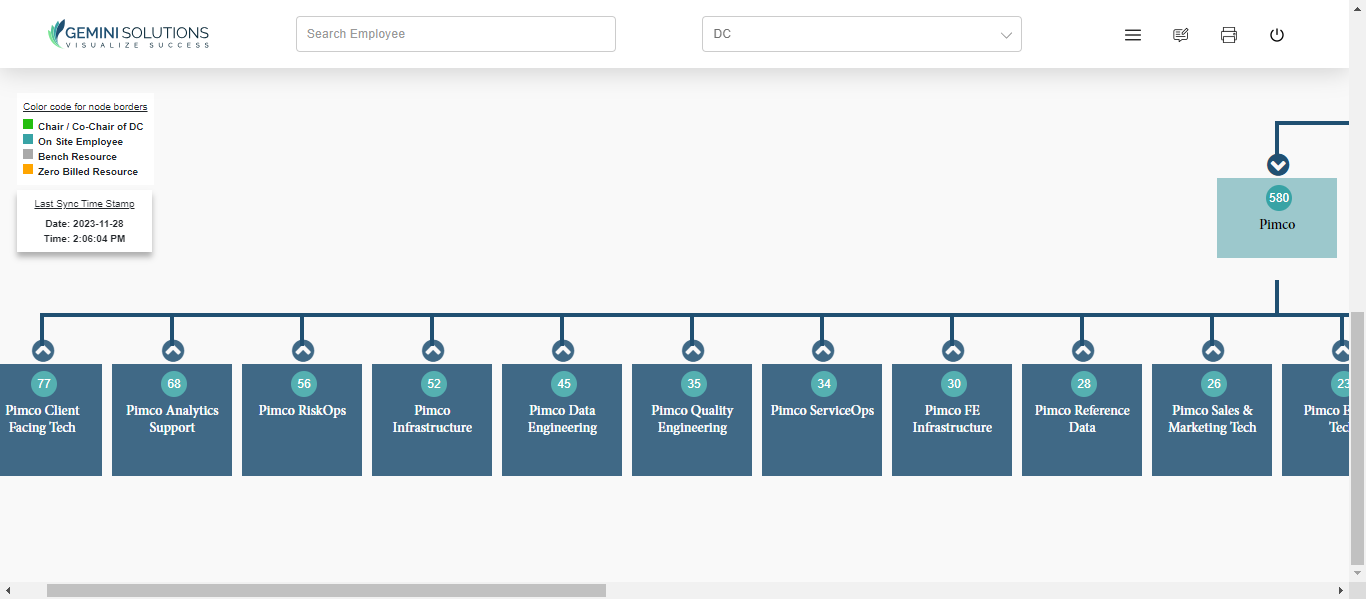 GEMINI SOLUTIONS
VISUALIZE SUCCESS
Search Employee
DC
Color code for node borders
Chair / Co-Chair of DC
On Site Employee
Bench Resource
Zero Billed Resource
Last Sync Time Stamp
Date: 2023-11-28
Time: 2:06:04 PM
580
Pimco
77
Pimco Client
Facing Tech
68
Pimco Analytics
Support
56
Pimco RiskOps
52
Pimco
Infrastructure
45
Pimco Data
Engineering
35
Pimco Quality
Engineering
34
Pimco ServiceOps
30
Pimco FE
Infrastructure
28
Pimco Reference
Data
26
Pimco Sales &
Marketing Tech
23
Pimco